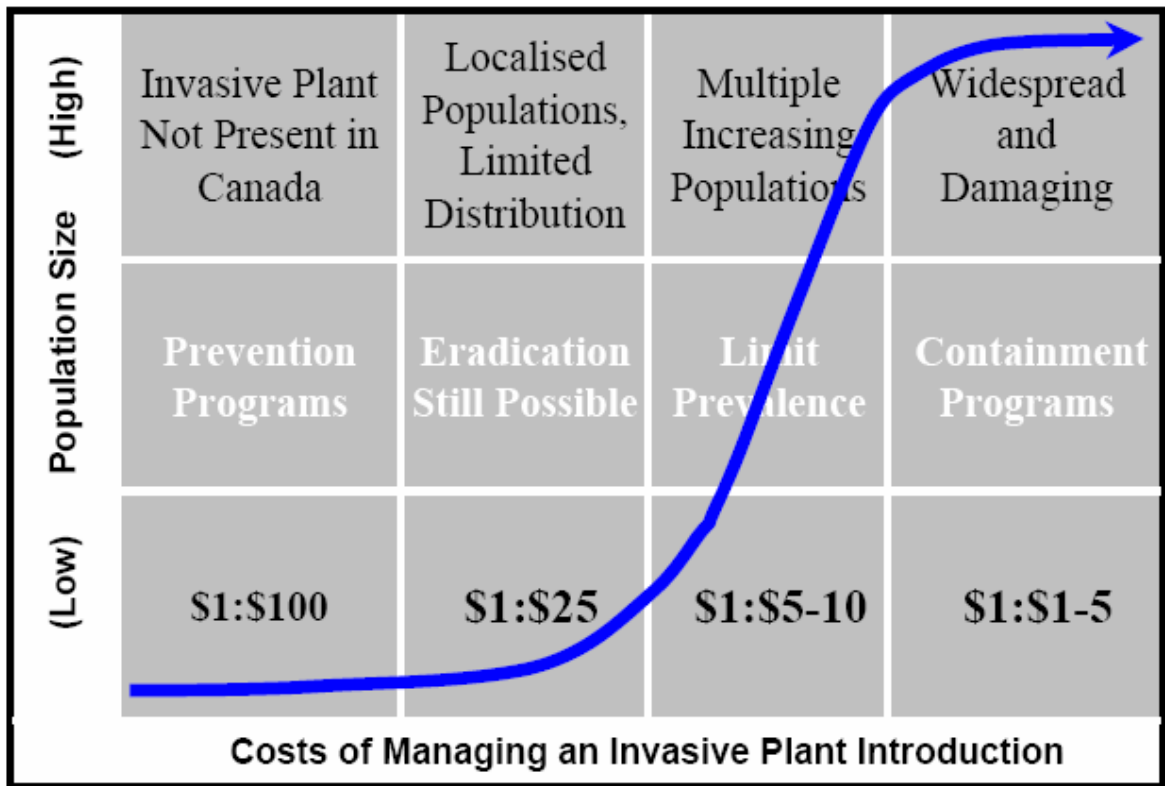 (High)
Population Size
(Low)
Invasive Plant
Not Present in
Canada
Localised
Populations,
Limited
Distribution
Multiple
Increasing
Populations
Widespread
and
Damaging
Prevention
Programs
Eradication
Still Possible
Limit
Prevalence
Containment
Programs
$1:$100
$1:$25
$1:$5-10
$1:$1-5
Costs of Managing an Invasive Plant Introduction